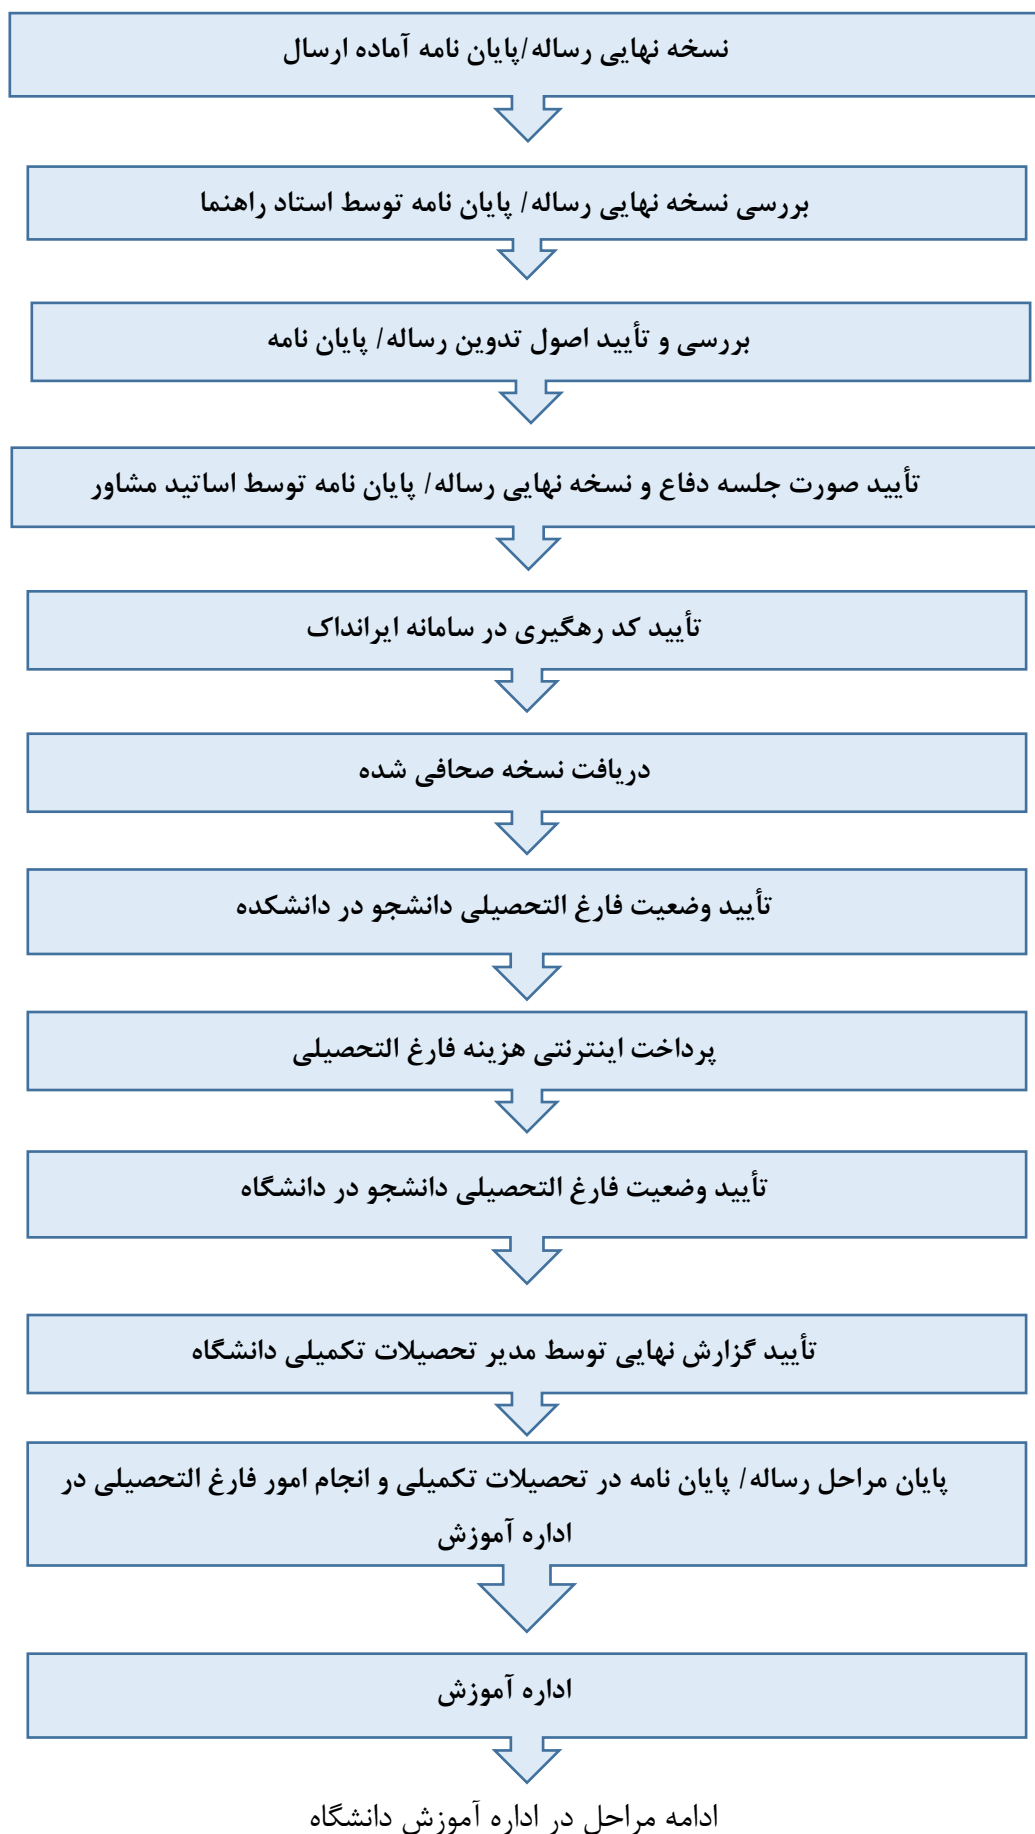 نسخه نهایی رساله/پایان نامه آماده ارسال
بررسی نسخه نهایی رساله/ پایان نامه توسط استاد راهنما
بررسی و تأیید اصول تدوین رساله/ پایان نامه
تأیید صورت جلسه دفاع و نسخه نهایی رساله/ پایان نامه توسط اساتید مشاور
تأیید کد رهگیری در سامانه ایرانداک
دریافت نسخه صحافی شده
تأیید وضعیت فارغ التحصیلی دانشجو در دانشکده
پرداخت اینترنتی هزینه فارغ التحصیلی
تأیید وضعیت فارغ التحصیلی دانشجو در دانشگاه
تأیید گزارش نهایی توسط مدیر تحصیلات تکمیلی دانشگاه
پایان مراحل رساله/ پایان نامه در تحصیلات تکمیلی و انجام امور فارغ التحصیلی در
اداره آموزش
اداره آموزش
ادامه مراحل در اداره آموزش دانشگاه